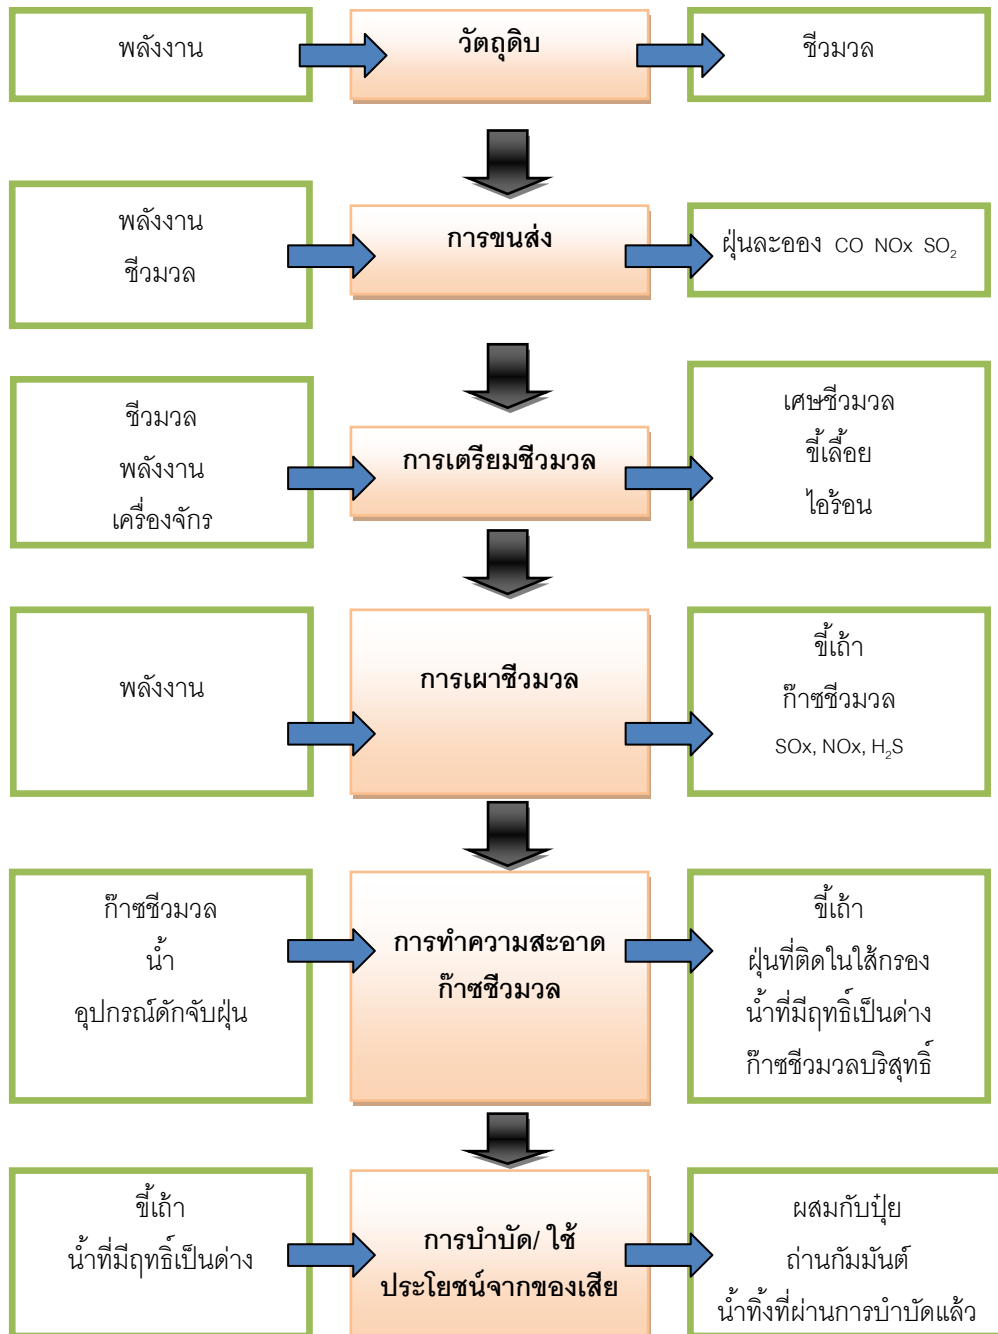 พลังงาน
วัตถุดิบ
ชีวมวล
พลังงาน
ชีวมวล
การขนส่ง
ฝุ่นละออง CO NOx SO₂
ชีวมวล
พลังงาน
เครื่องจักร
การเตรียมชีวมวล
เศษชีวมวล
ขี้เลื้อย
ไอร้อน
พลังงาน
การเผาชีวมวล
ขี้เถ้า
ก๊าซชีวมวล
SOx, NOx, H₂S
ก๊าซชีวมวล
น้ำ
อุปกรณ์ดักจับฝุ่น
การทำความสะอาด
ก๊าซชีวมวล
ขี้เถ้า
ฝุ่นที่ติดในใส้กรอง
น้ำที่มีฤทธิ์เป็นด่าง
ก๊าซชีวมวลบริสุทธิ์
ขี้เถ้า
น้ำที่มีฤทธิ์เป็นด่าง
การบำบัด/ ใช้
ประโยชน์จากของเสีย
ผสมกับปุ๋ย
ถ่านกัมมันต์
น้ำทิ้งที่ผ่านการบำบัดแล้ว